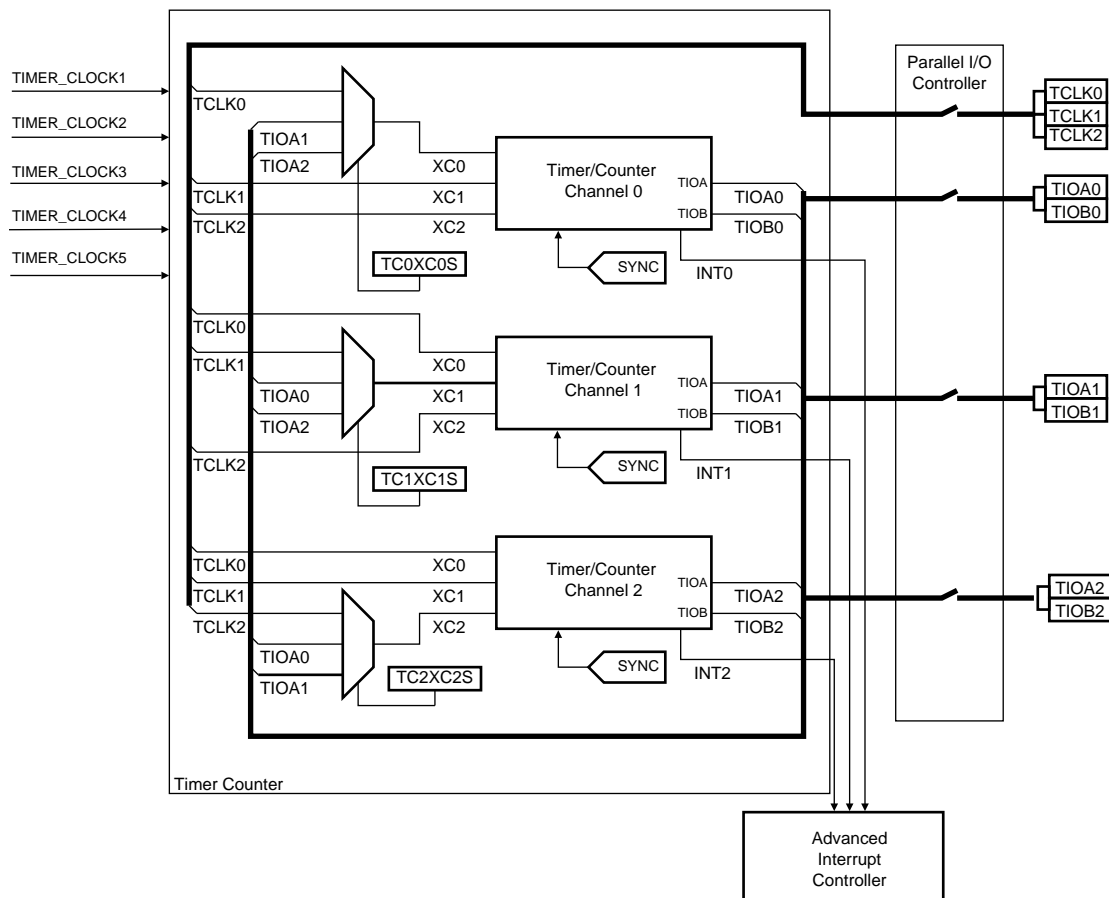 TIMER_CLOCK1
TIMER_CLOCK2
TIMER_CLOCK3
TIMER_CLOCK4
TIMER_CLOCK5
TCLK0
TIOA1
TIOA2
TCLK1
TCLK2
XC0
XC1
XC2
TC0XC0S
Timer/Counter
Channel 0
TIOA
TIOB
TIOA0
TIOB0
SYNC
INT0
TCLK0
TCLK1
TIOA0
TIOA2
TCLK2
XC0
XC1
XC2
TC1XC1S
Timer/Counter
Channel 1
TIOA
TIOB
TIOA1
TIOB1
SYNC
INT1
TCLK0
TCLK1
TCLK2
TIOA0
TIOA1
XC0
XC1
XC2
TC2XC2S
Timer/Counter
Channel 2
TIOA
TIOB
TIOA2
TIOB2
SYNC
INT2
Timer Counter
Parallel I/O
Controller
TCLK0
TCLK1
TCLK2
TIOA0
TIOB0
TIOA1
TIOB1
TIOA2
TIOB2
Advanced
Interrupt
Controller